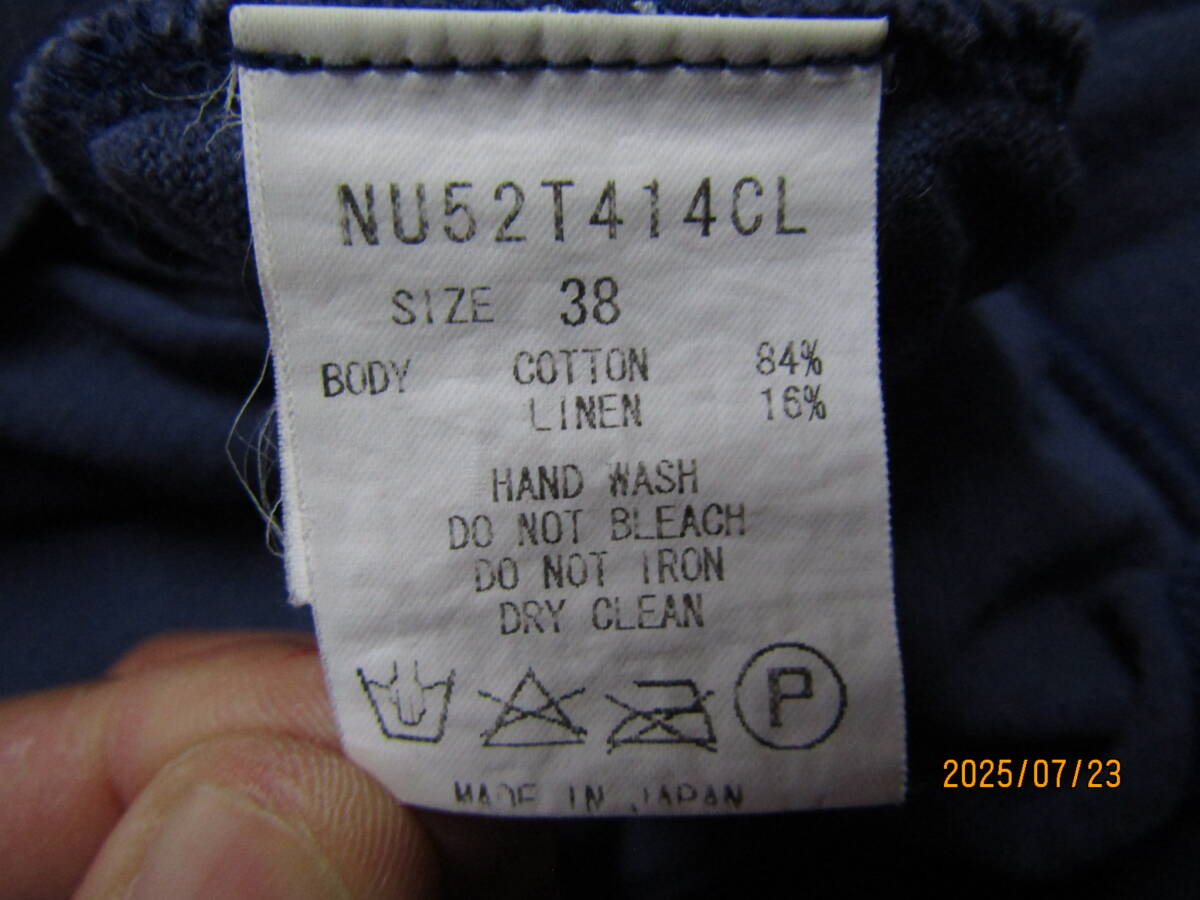 NU52T414CL
SIZE 38
BODY COTTON 84%
LINEN 16%
HAND WASH
DO NOT BLEACH
DO NOT IRON
DRY CLEAN
P
MADE IN JAPAN
2025/07/23